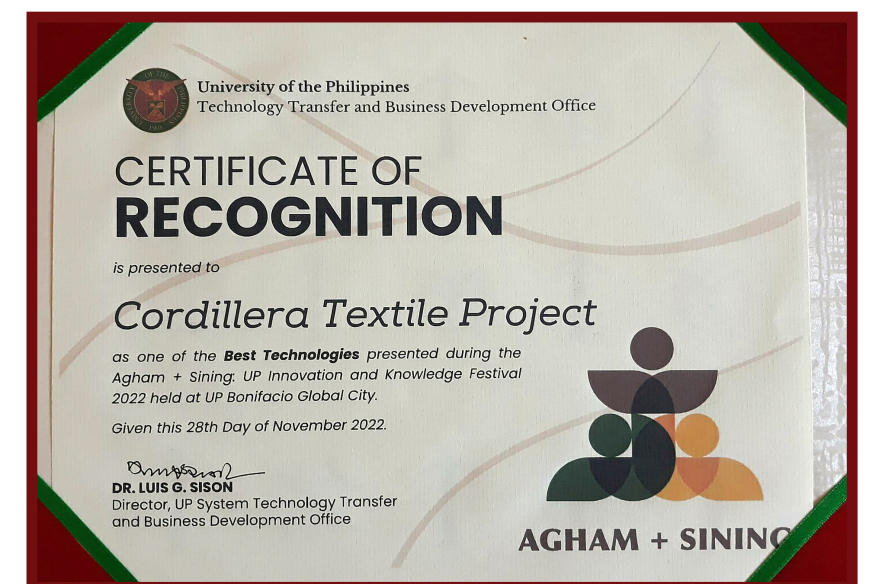 University of the Philippines
Technology Transfer and Business Development Office
CERTIFICATE OF
RECOGNITION
is presented to
Cordillera Textile Project
as one of the Best Technologies presented during the
Agham + Sining: UP Innovation and Knowledge Festival
2022 held at UP Bonifacio Global City.
Given this 28th Day of November 2022.
DR. LUIS G. SISON
Director, UP System Technology Transfer
and Business Development Office
AGHAM + SINING